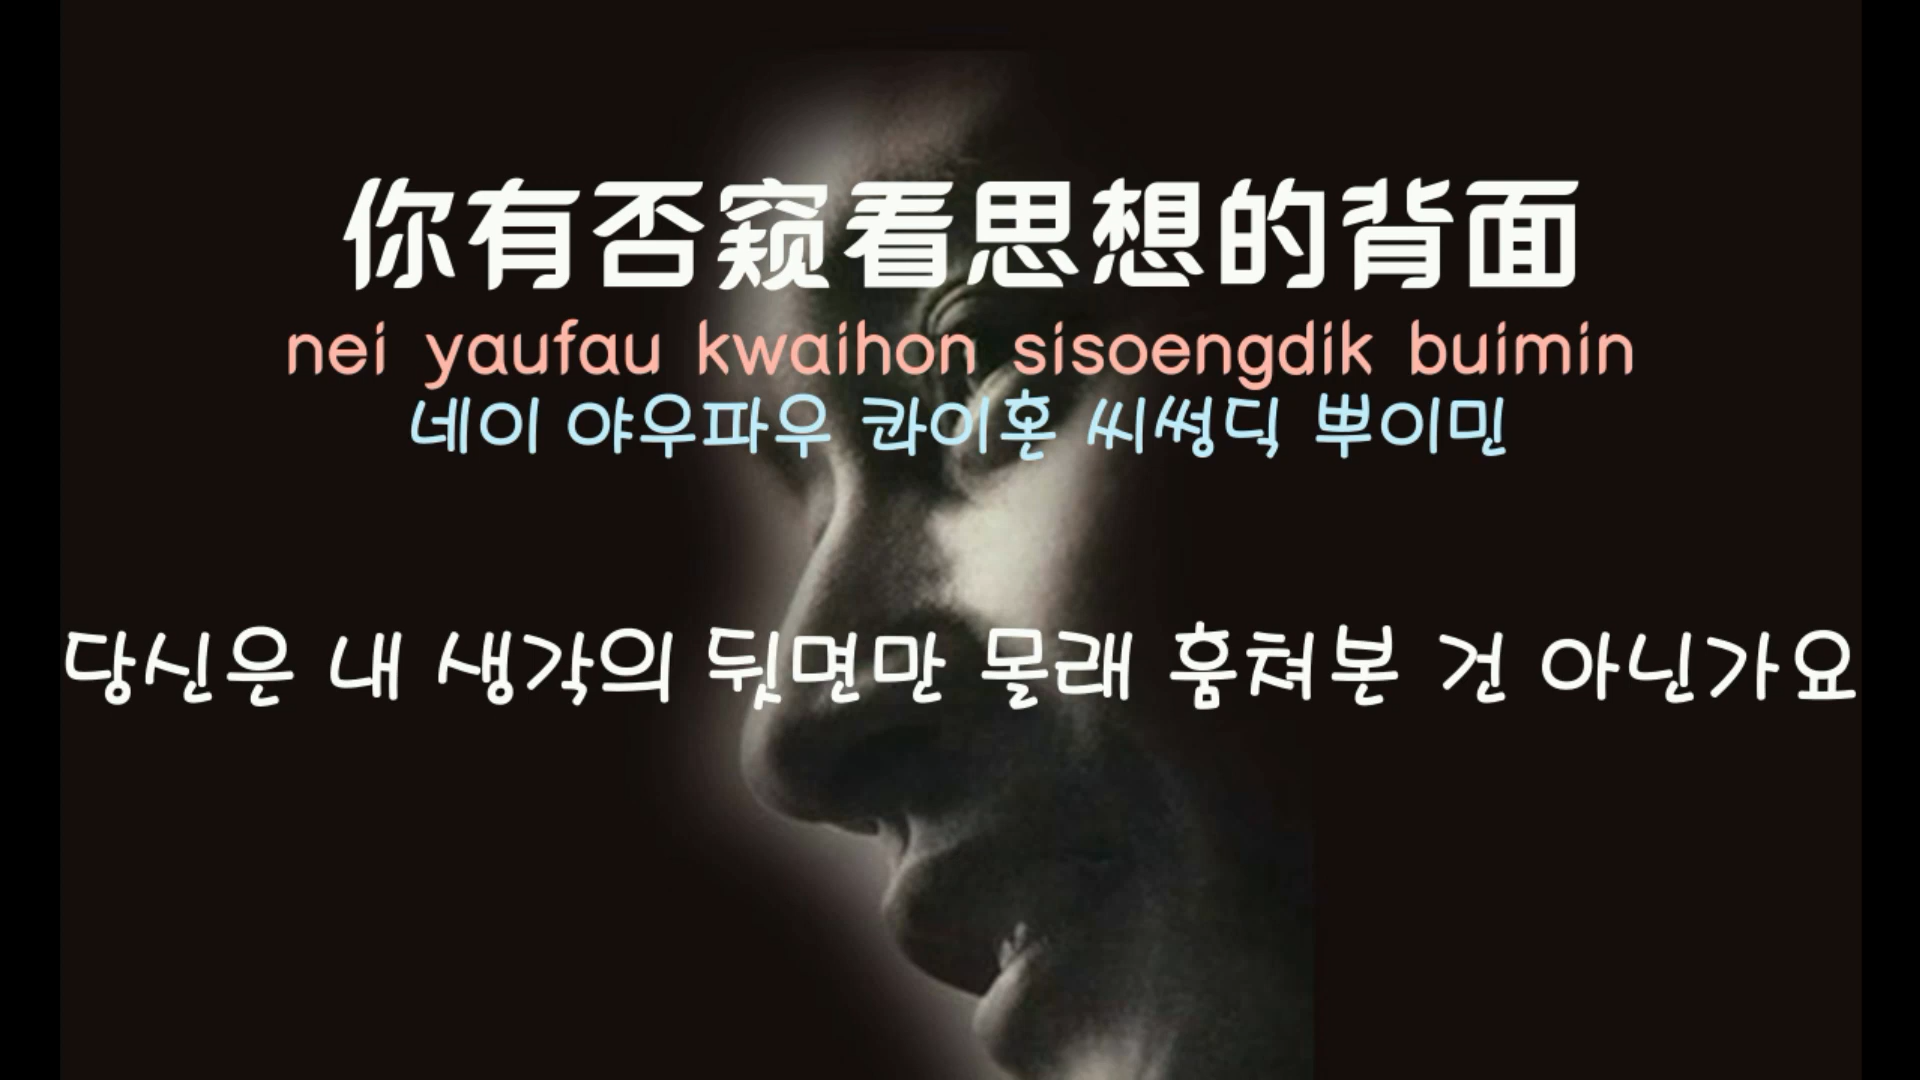 你有否窥看思想的背面
nei yaufau kwaihon sisoengdik buimin
네이 야우파우 콰이혼 씨썽딕 뿌이민
당신은 내 생각의 뒷면만 몰래 훔쳐본 건 아닌가요